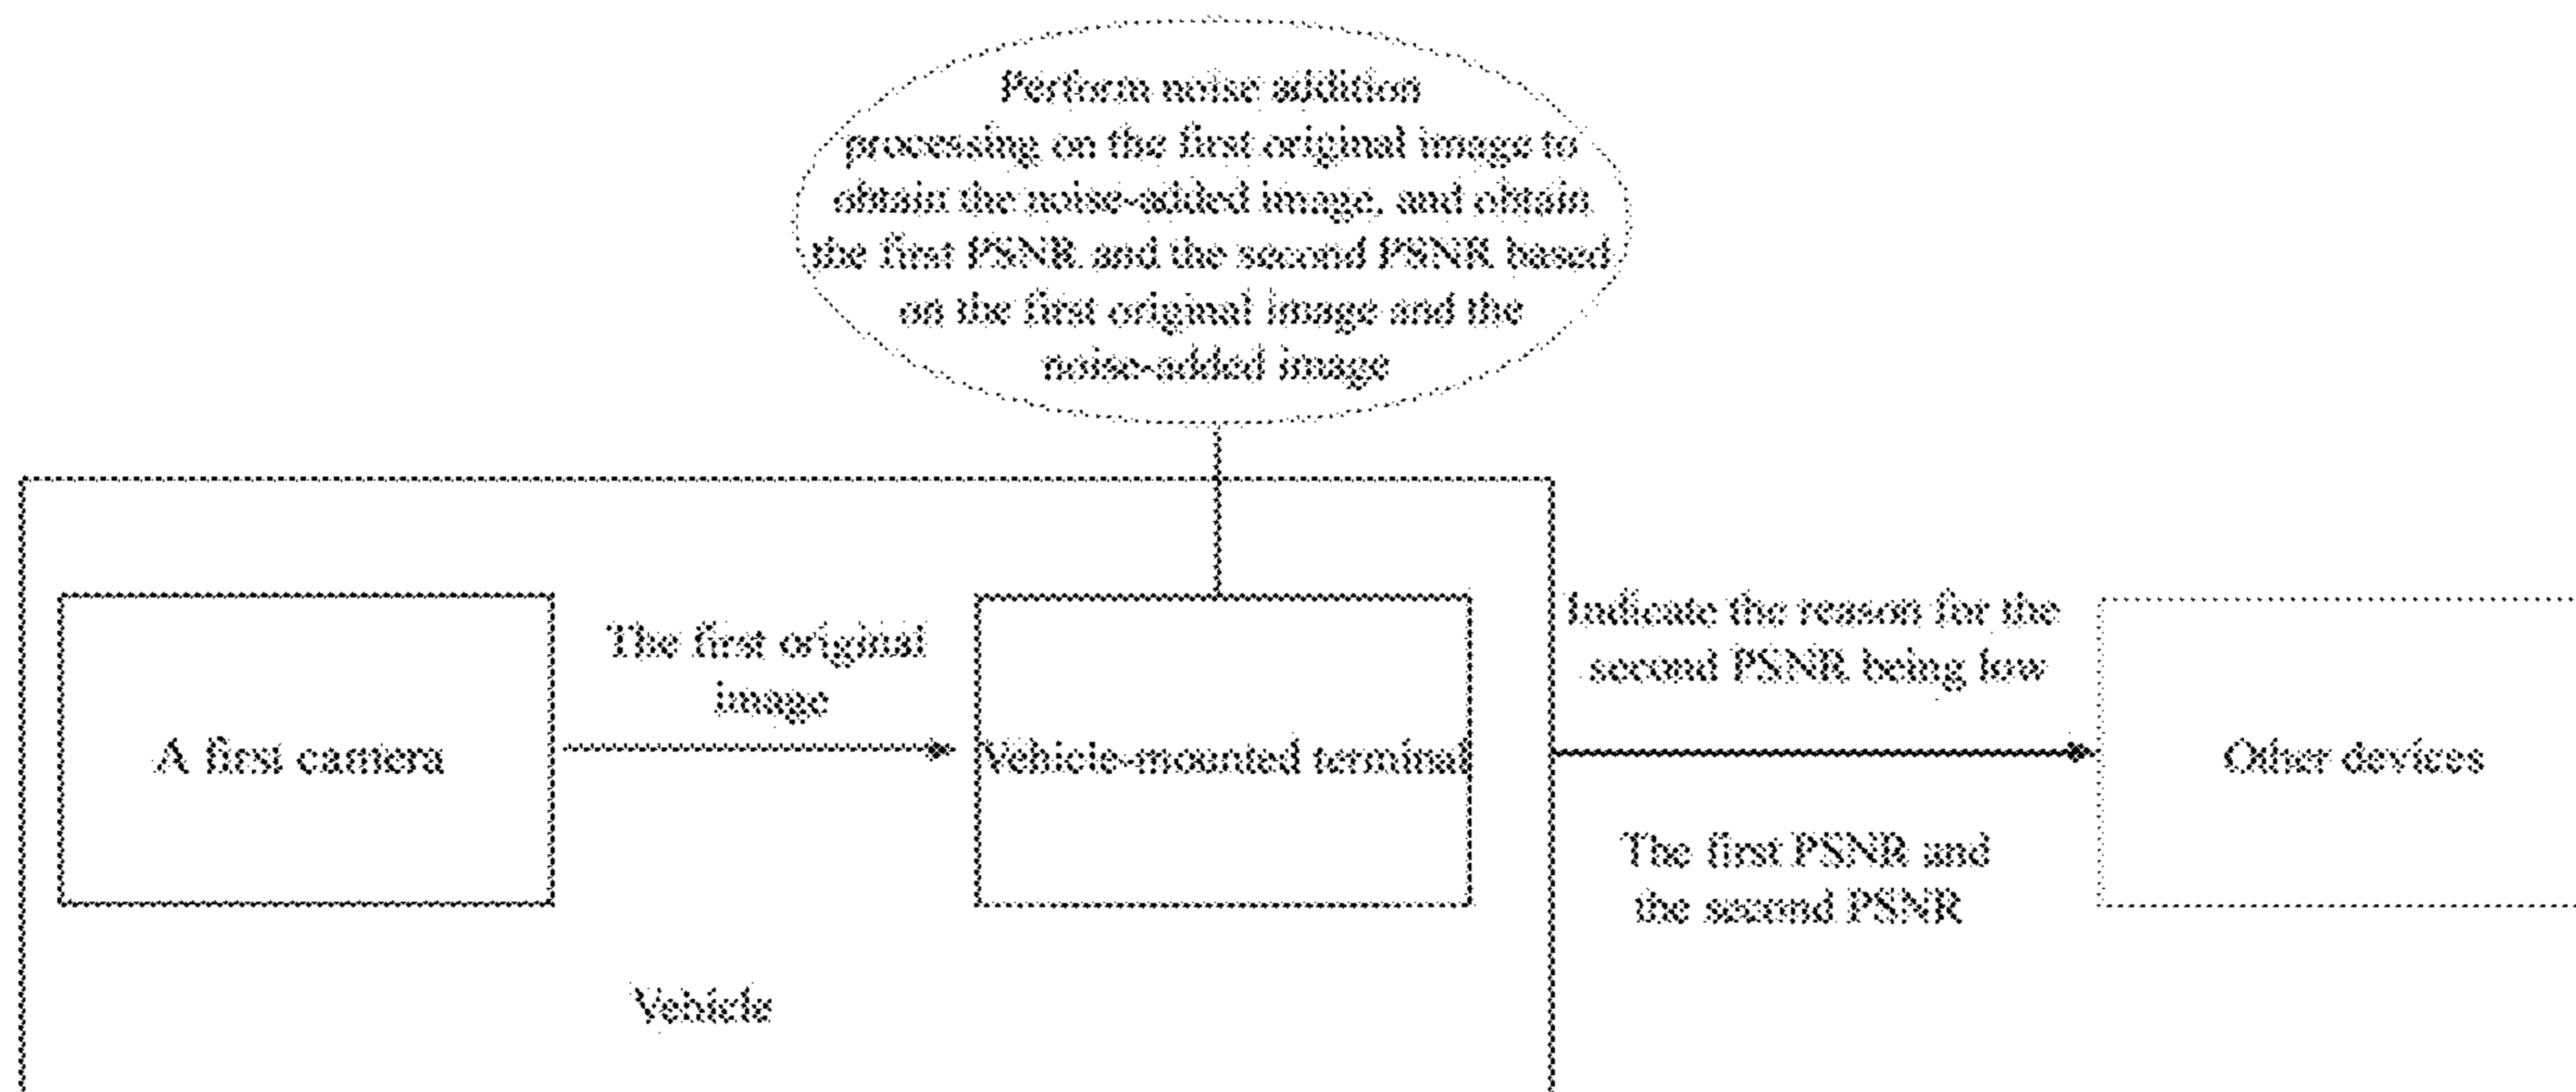 Perform noise addition
processing on the first original image to
obtain the noise-added image, and obtain
the first PSNR and the second PSNR based
on the first original image and the
noise-added image
The first original
image
Indicate the reason for the
second PSNR being low
A first camera
Vehicle-mounted terminal
Other devices
The first PSNR and
the second PSNR
Vehicle